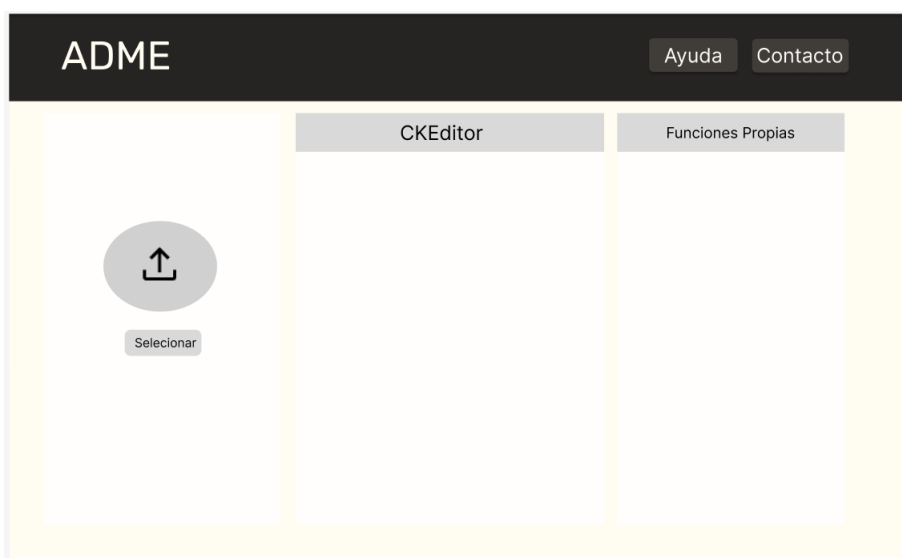 ADME
Ayuda
Contacto
CKEditor
Funciones Propias
Selecionar